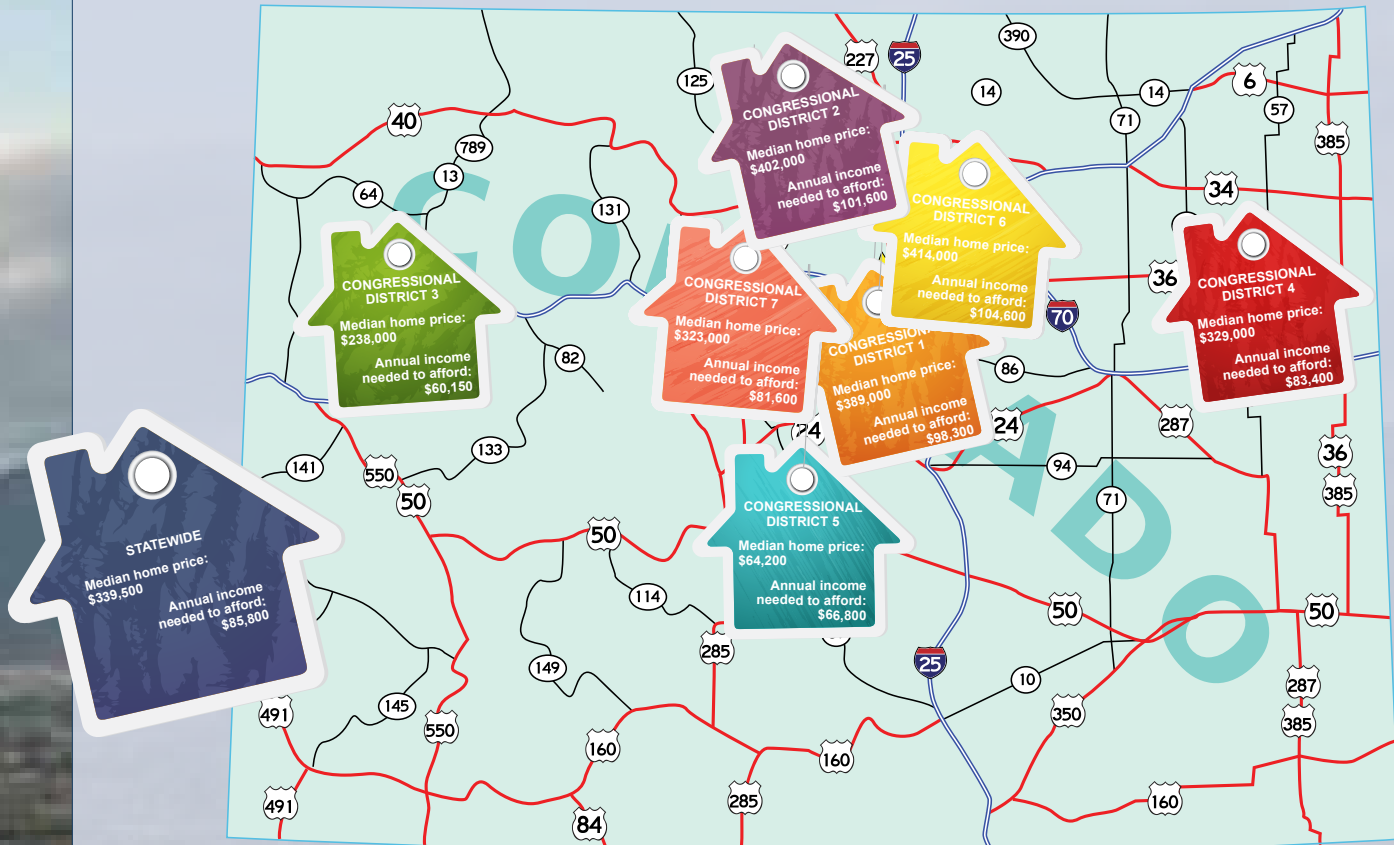 390
227
25
125
CONGRESSIONAL
DISTRICT 2
Median home price:
$402,000
Annual income
needed to afford:
$101,600
14
14
6
57
71
385
40
789
13
64
131
34
CO
CONGRESSIONAL
DISTRICT 6
Median home price:
$414,000
Annual income
needed to afford:
$104,600
CONGRESSIONAL
DISTRICT 3
Median home price:
$238,000
Annual income
needed to afford:
$60,150
CONGRESSIONAL
DISTRICT 7
Median home price:
$323,000
Annual income
needed to afford:
$81,600
36
CONGRESSIONAL
DISTRICT 4
Median home price:
$329,000
Annual income
needed to afford:
$83,400
70
CONGRESSION
DISTRICT 1
Median home price:
$389,000
Annual income
needed to afford:
$98,300
82
86
24
24
287
ADO
36
133
141
550
94
50
71
385
CONGRESSIONAL
DISTRICT 5
Median home price:
$64,200
Annual income
needed to afford:
$66,800
STATEWIDE
Median home price:
$339,500
Annual income
needed to afford:
$85,800
50
114
50
50
285
25
149
10
287
145
491
350
385
550
160
160
491
285
160
84